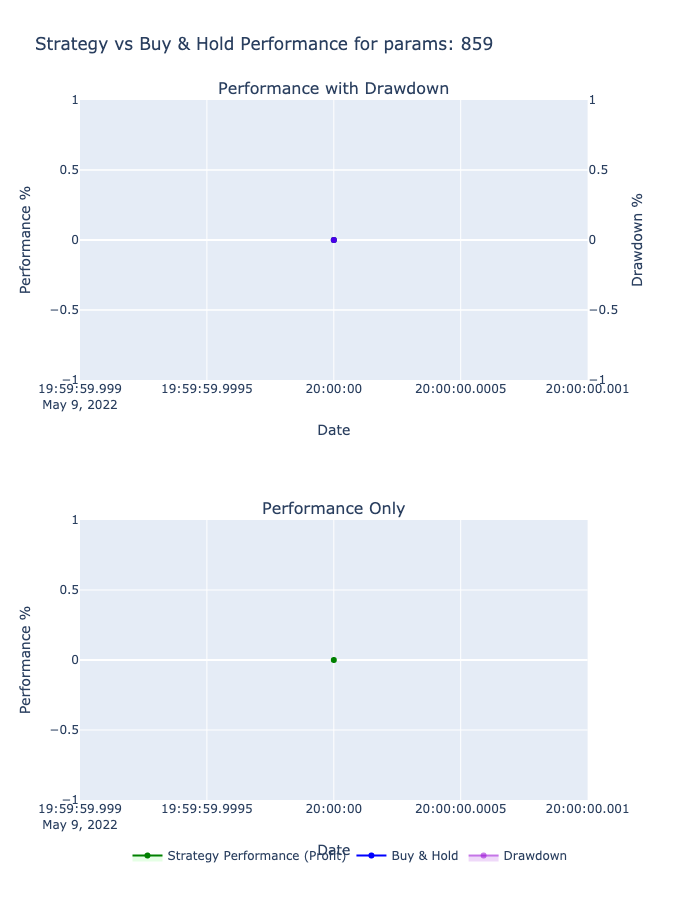 Strategy vs Buy & Hold Performance for params: 859
Performance with Drawdown
1
1
0.5
0.5
0
0
−0.5
−0.5
−1
−1
Performance %
Drawdown %
19:59:59.999
19:59:59.9995
20:00:00
20:00:00.0005
20:00:00.001
May 9, 2022
Date
Performance Only
1
0.5
0
−0.5
−1
Performance %
19:59:59.999
19:59:59.9995
20:00:00
20:00:00.0005
20:00:00.001
May 9, 2022
Date
Strategy Performance (Profit)
Buy & Hold
Drawdown